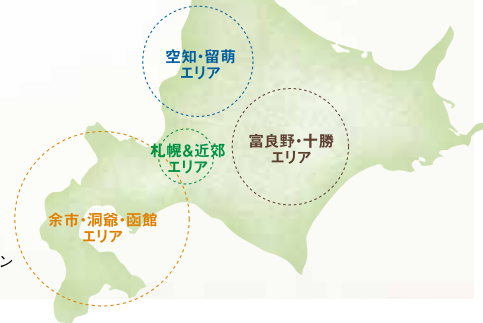 空知・留萌
エリア
富良野・十勝
エリア
札幌&近郊
エリア
余市・洞爺・函館
エリア
ン